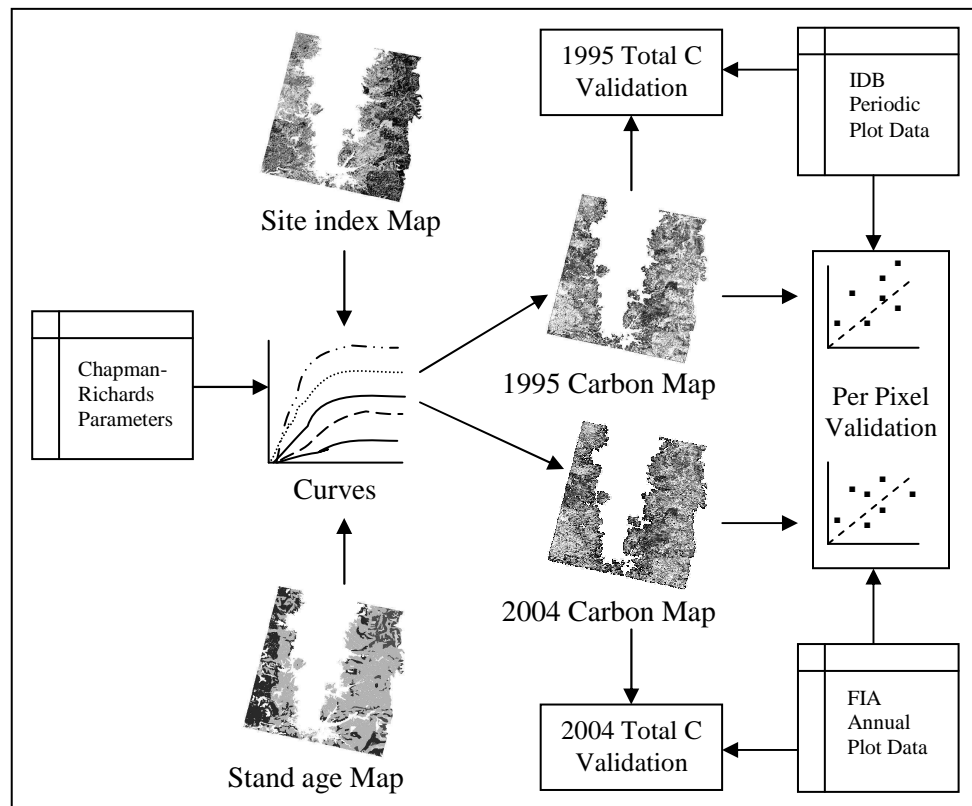 1995 Total C
Validation
IDB
Periodic
Plot Data
Site index Map
Chapman-
Richards
Parameters
1995 Carbon Map
Per Pixel
Validation
Curves
2004 Carbon Map
Stand age Map
2004 Total C
Validation
FIA
Annual
Plot Data